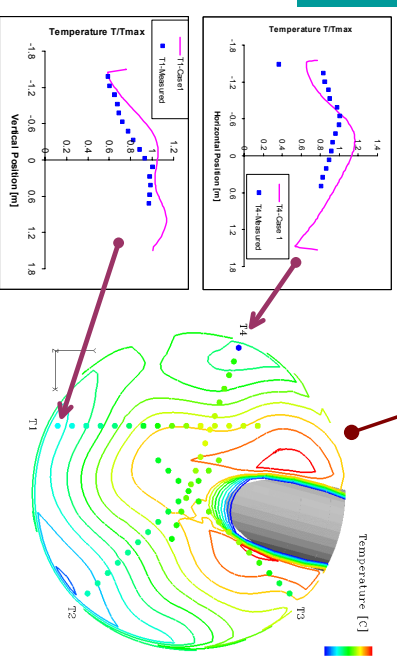 Temperature T/Tmax
T1-Case1
T1-Measured
-1.8
-1.2
-0.6
0
0.6
1.2
1.8
0
0.2
0.4
0.6
0.8
1
1.2
Vertical Position [m]
Temperature T/Tmax
T4-Case 1
T4-Measured
-1.8
-1.2
-0.6
0
0.6
1.2
1.8
0
0.2
0.4
0.6
0.8
1
1.2
1.4
Horizontal Position [m]
T4
T1
T2
T3
Temperature [C]